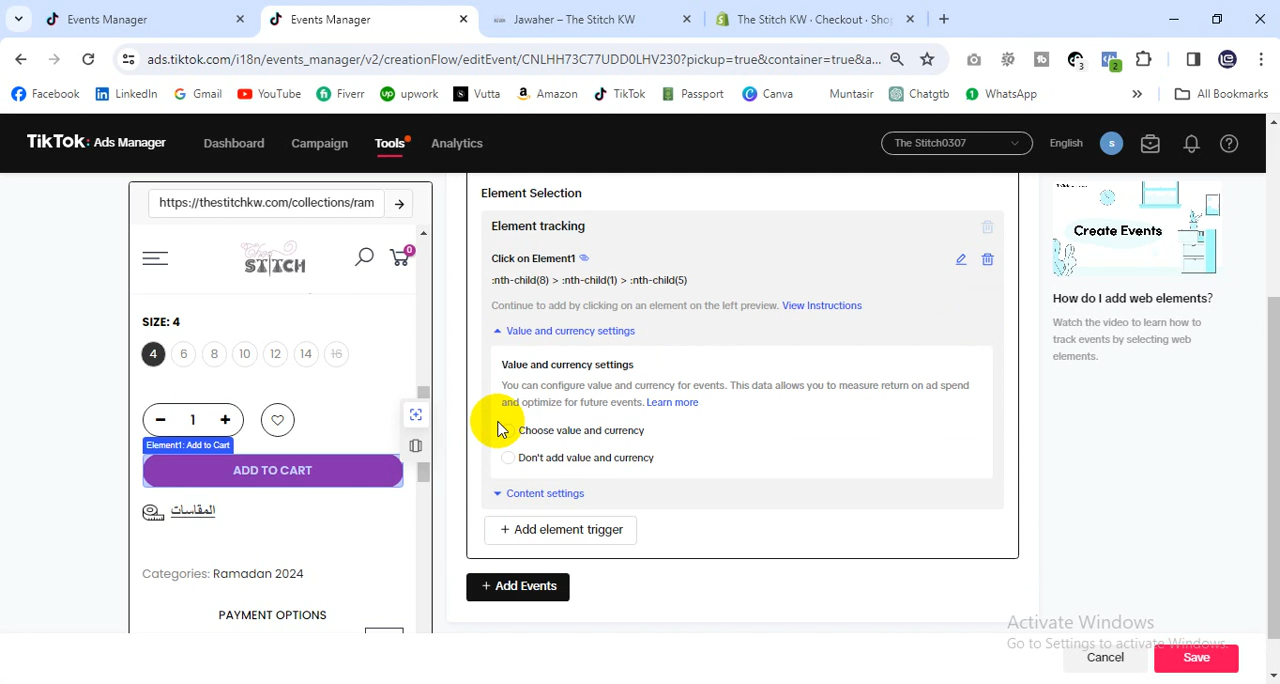 Events Manager
Events Manager
Jawaher – The Stitch KW
The Stitch KW · Checkout · Sho
ads.tiktok.com/i18n/events_manager/v2/creationFlow/editEvent/CNLHH73C77UDD0LHV230?pickup=true&container=true&a...
3
2
Facebook
LinkedIn
Gmail
YouTube
Fiverr
upwork
Vutta
Amazon
TikTok
Passport
Canva
Muntasir
Chatgtb
WhatsApp
All Bookmarks
TikTok: Ads Manager
Dashboard
Campaign
Tools
Analytics
The Stitch0307
English
s
https://thestitchkw.com/collections/ram
The STITCH
0
SIZE: 4
4 6 8 10 12 14 16
1
Element1: Add to Cart
ADD TO CART
المقاسات
Categories: Ramadan 2024
PAYMENT OPTIONS
Element Selection
Element tracking
Click on Element1
:nth-child(8) > :nth-child(1) > :nth-child(5)
Continue to add by clicking on an element on the left preview. View Instructions
Value and currency settings
Value and currency settings
You can configure value and currency for events. This data allows you to measure return on ad spend
and optimize for future events. Learn more
Choose value and currency
Don't add value and currency
Content settings
+ Add element trigger
+ Add Events
Create Events
How do I add web elements?
Watch the video to learn how to
track events by selecting web
elements.
Activate Windows
Go to Settings to activate Windows.
Cancel
Save